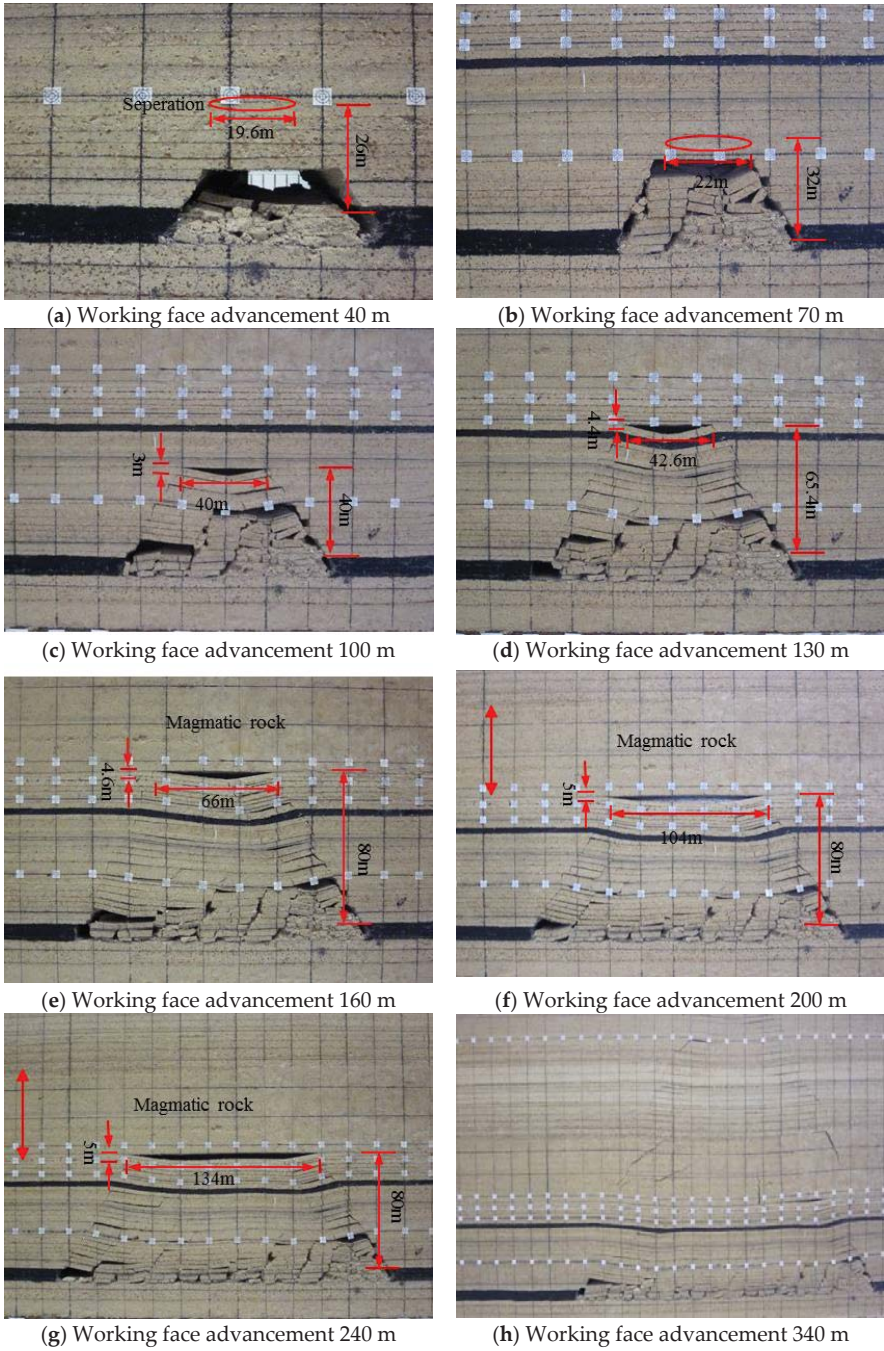 Seperation
19.6m
26m
(a) Working face advancement 40 m
22m
32m
(b) Working face advancement 70 m
3m
40m
40m
(c) Working face advancement 100 m
4.4m
42.6m
65.4m
(d) Working face advancement 130 m
Magmatic rock
4.6m
66m
80m
(e) Working face advancement 160 m
Magmatic rock
5m
104m
80m
(f) Working face advancement 200 m
Magmatic rock
5m
134m
80m
(g) Working face advancement 240 m
(h) Working face advancement 340 m